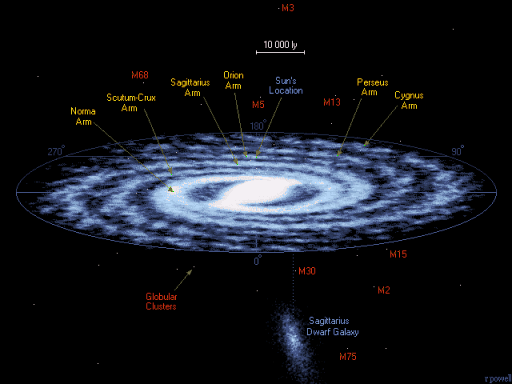 M3
10 000 ly
M68
Sagittarius
Arm
Orion
Arm
Sun's
Location
Perseus
Arm
Cygnus
Arm
Scutum-Crux
Arm
Norma
Arm
M5
M13
180°
270°
90°
0°
M15
M30
M2
Globular
Clusters
Sagittarius
Dwarf Galaxy
M75
r powell